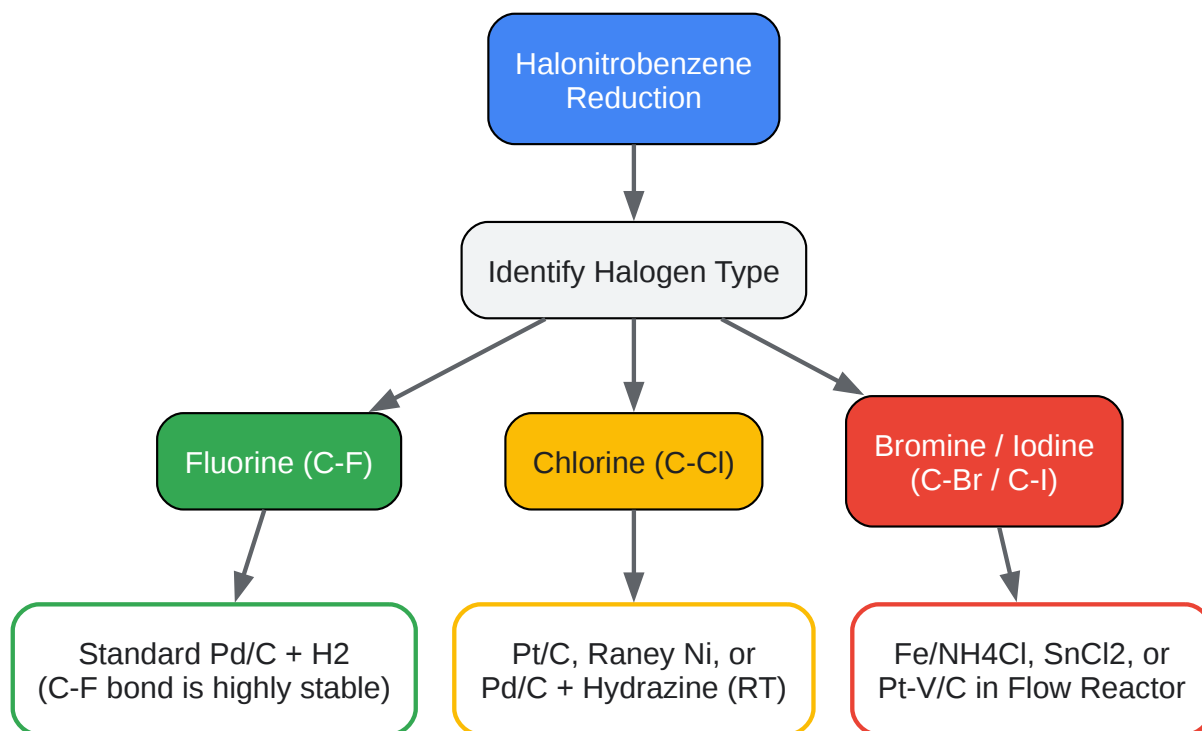 Halonitrobenzene
Reduction
Identify Halogen Type
Fluorine (C-F)
Chlorine (C-Cl)
Bromine / Iodine
(C-Br / C-I)
Standard Pd/C + H2
(C-F bond is highly stable)
Pt/C, Raney Ni, or
Pd/C + Hydrazine (RT)
Fe/NH4Cl, SnCl2, or
Pt-V/C in Flow Reactor